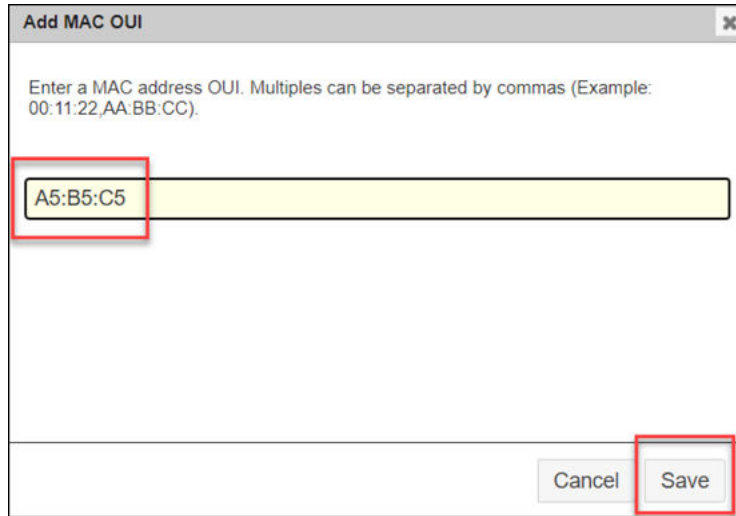 Add MAC OUI
Enter a MAC address OUI. Multiples can be separated by commas (Example:
00:11:22,AA:BB:CC).
A5:B5:C5
Cancel Save